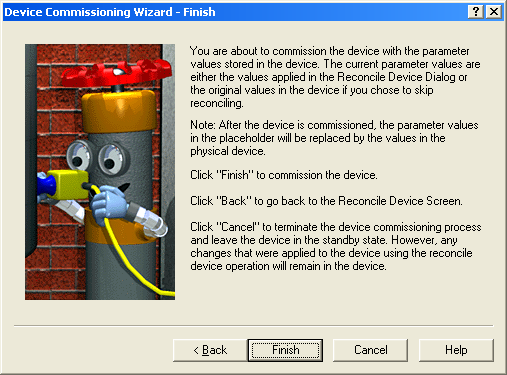 Device Commissioning Wizard - Finish
You are about to commission the device with the parameter
values stored in the device. The current parameter values are
either the values applied in the Reconcile Device Dialog or
the original values in the device if you chose to skip
reconciling.
Note: After the device is commissioned, the parameter values
in the placeholder will be replaced by the values in the
physical device.
Click "Finish" to commission the device.
Click "Back" to go back to the Reconcile Device Screen.
Click "Cancel" to terminate the device commissioning process
and leave the device in the standby state. However, any
changes that were applied to the device using the reconcile
device operation will remain in the device.
< Back Finish Cancel Help